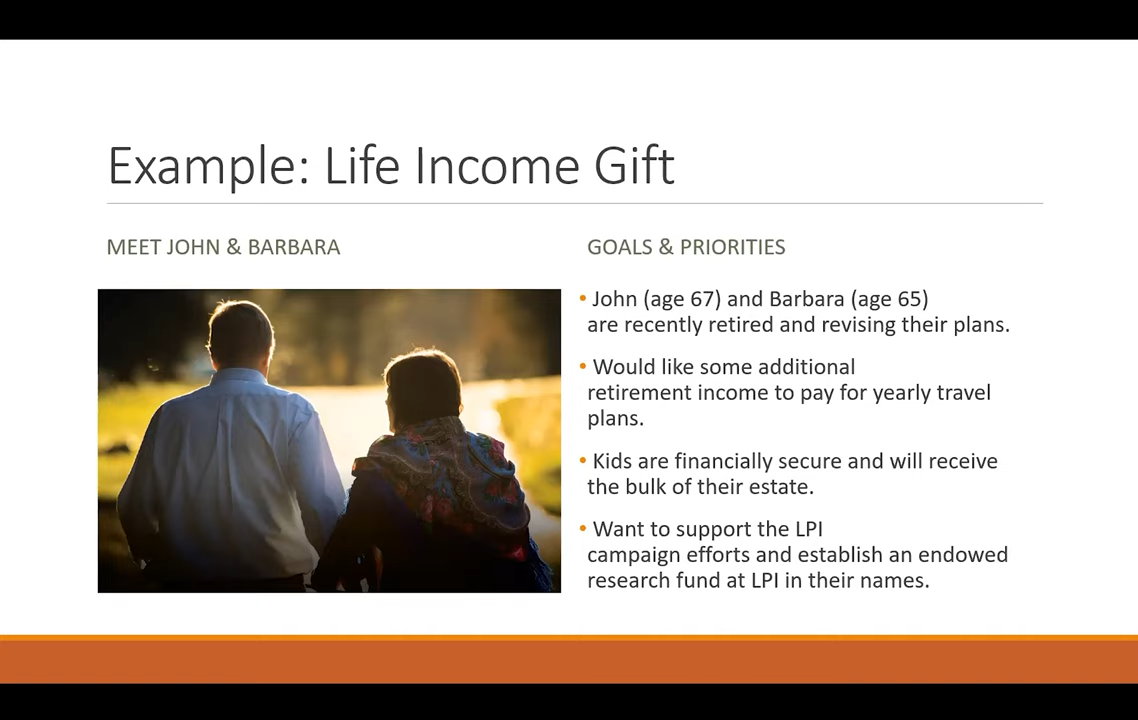 Example: Life Income Gift
MEET JOHN & BARBARA
GOALS & PRIORITIES
• John (age 67) and Barbara (age 65)
are recently retired and revising their plans.
• Would like some additional
retirement income to pay for yearly travel
plans.
• Kids are financially secure and will receive
the bulk of their estate.
• Want to support the LPI
campaign efforts and establish an endowed
research fund at LPI in their names.